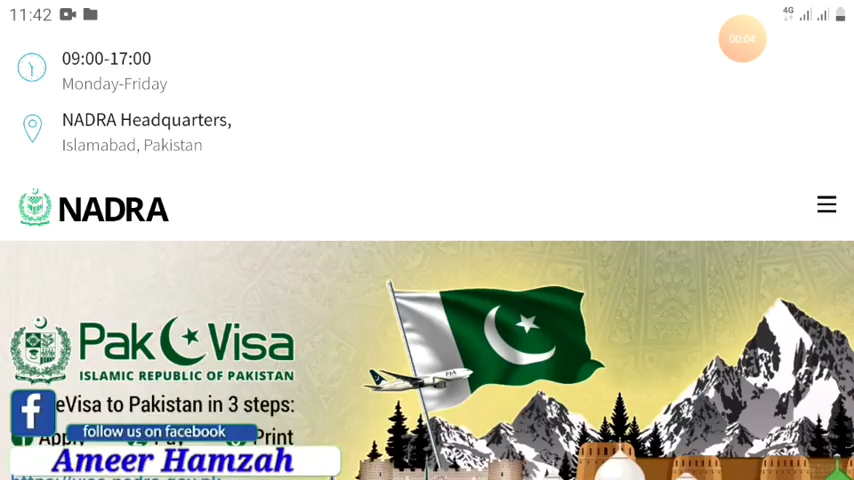 11:42
4G
00:04
09:00-17:00
Monday-Friday
NADRA Headquarters,
Islamabad, Pakistan
NADRA
Pak Visa
ISLAMIC REPUBLIC OF PAKISTAN
eVisa to Pakistan in 3 steps:
Print
follow us on facebook
Ameer Hamzah
PIA